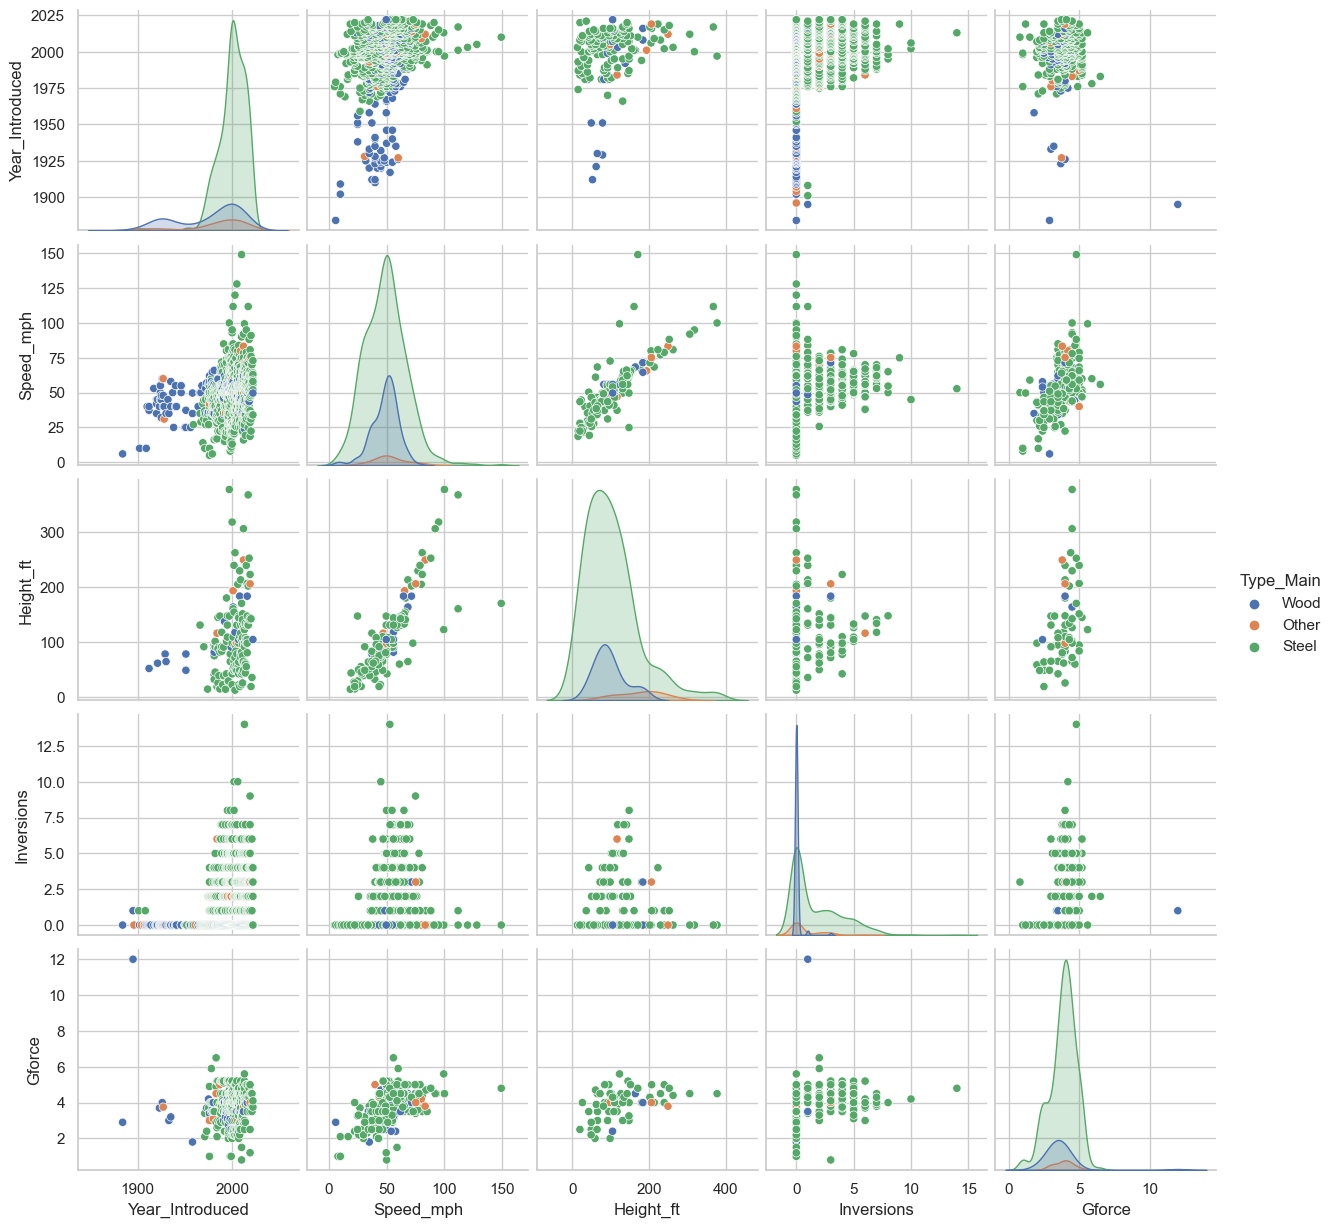 2025
2000
1975
1950
1925
1900
Year_Introduced
150
125
100
75
50
25
0
Speed_mph
300
200
100
0
Height_ft
12.5
10.0
7.5
5.0
2.5
0.0
Inversions
12
10
8
6
4
2
Gforce
1900 2000
Year_Introduced
0 50 100 150
Speed_mph
0 200 400
Height_ft
0 5 10 15
Inversions
0 5 10
Gforce
Type_Main
Wood
Other
Steel